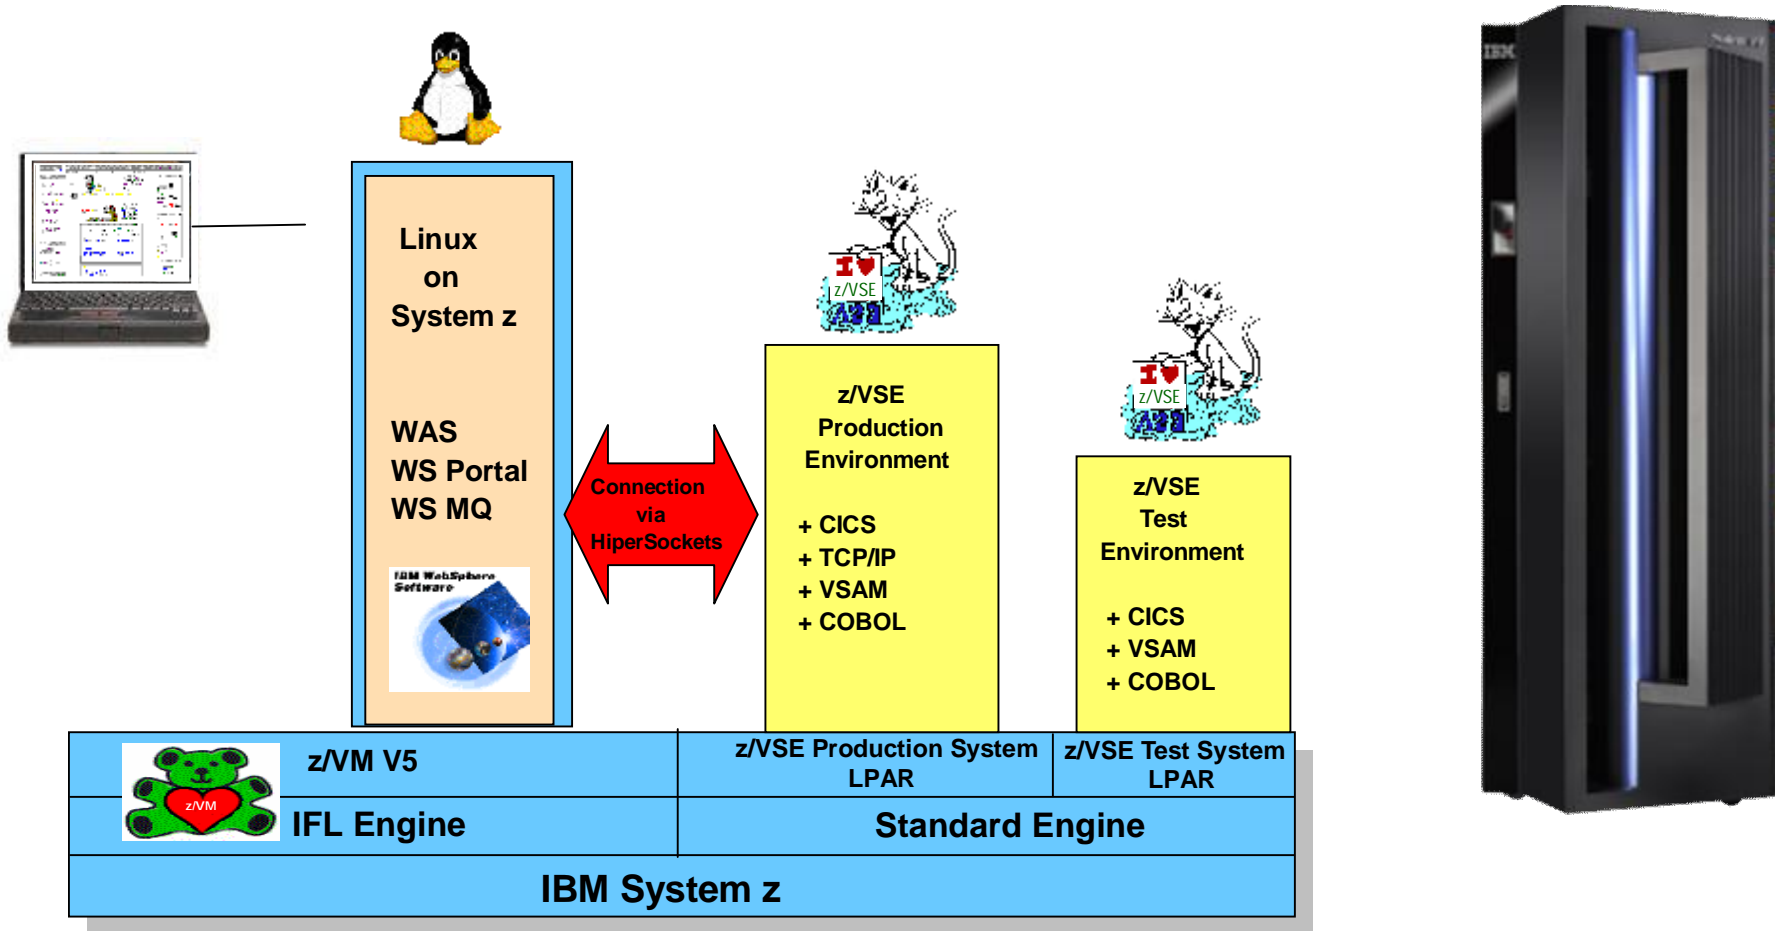 IBM
Linux
on
System z
WAS
WS Portal
WS MQ
IBM WebSphere
Software
Connection
via
HiperSockets
I
z/VSE
z/VSE
Production
Environment
+ CICS
+ TCP/IP
+ VSAM
+ COBOL
I
z/VSE
z/VSE
Test
Environment
+ CICS
+ VSAM
+ COBOL
z/VM
z/VM V5
z/VSE Production System
LPAR
z/VSE Test System
LPAR
IFL Engine
Standard Engine
IBM System z